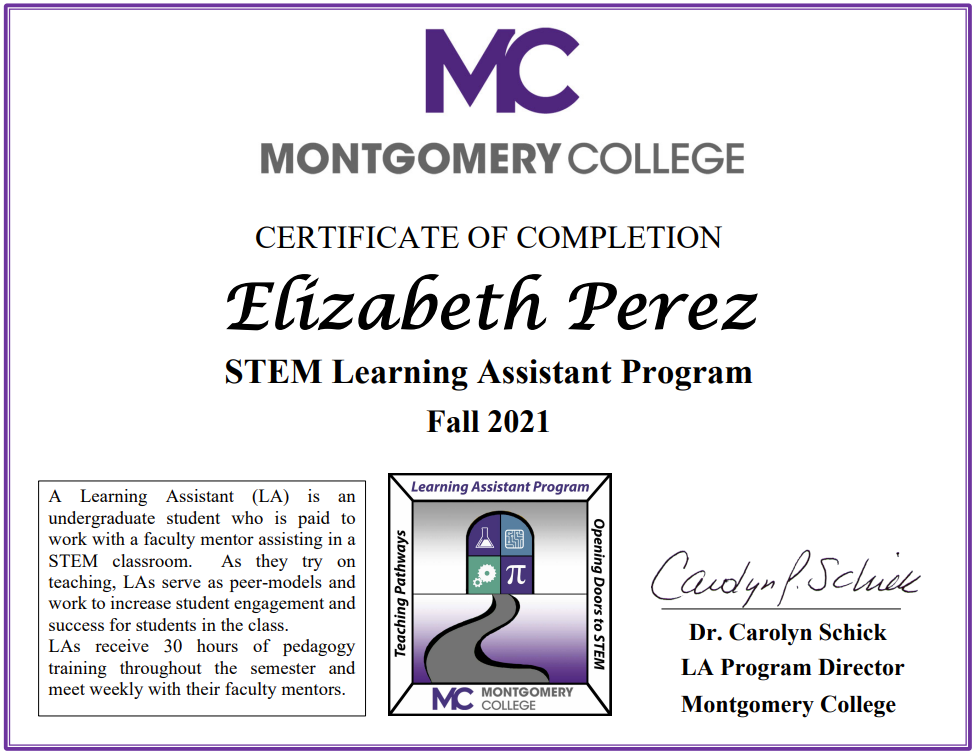 MC
MONTGOMERY COLLEGE
CERTIFICATE OF COMPLETION
Elizabeth Perez
STEM Learning Assistant Program
Fall 2021
A Learning Assistant (LA) is an
undergraduate student who is paid to
work with a faculty mentor assisting in a
STEM classroom. As they try on
teaching, LAs serve as peer-models and
work to increase student engagement and
success for students in the class.
LAs receive 30 hours of pedagogy
training throughout the semester and
meet weekly with their faculty mentors.
Learning Assistant Program
Teaching Pathways
π
Opening Doors to STEM
MC MONTGOMERY
COLLEGE
Carolyn P. Schick
Dr. Carolyn Schick
LA Program Director
Montgomery College